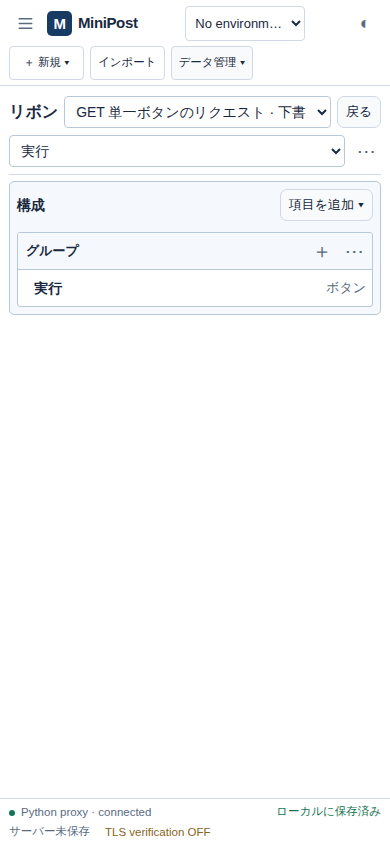 M MiniPost No environm…
＋ 新規 ▾ インポート データ管理 ▾
リボン GET 単一ボタンのリクエスト · 下書 戻る
実行 ···
構成 項目を追加 ▾
グループ ＋ ···
実行 ボタン
Python proxy · connected ローカルに保存済み
サーバー未保存 TLS verification OFF